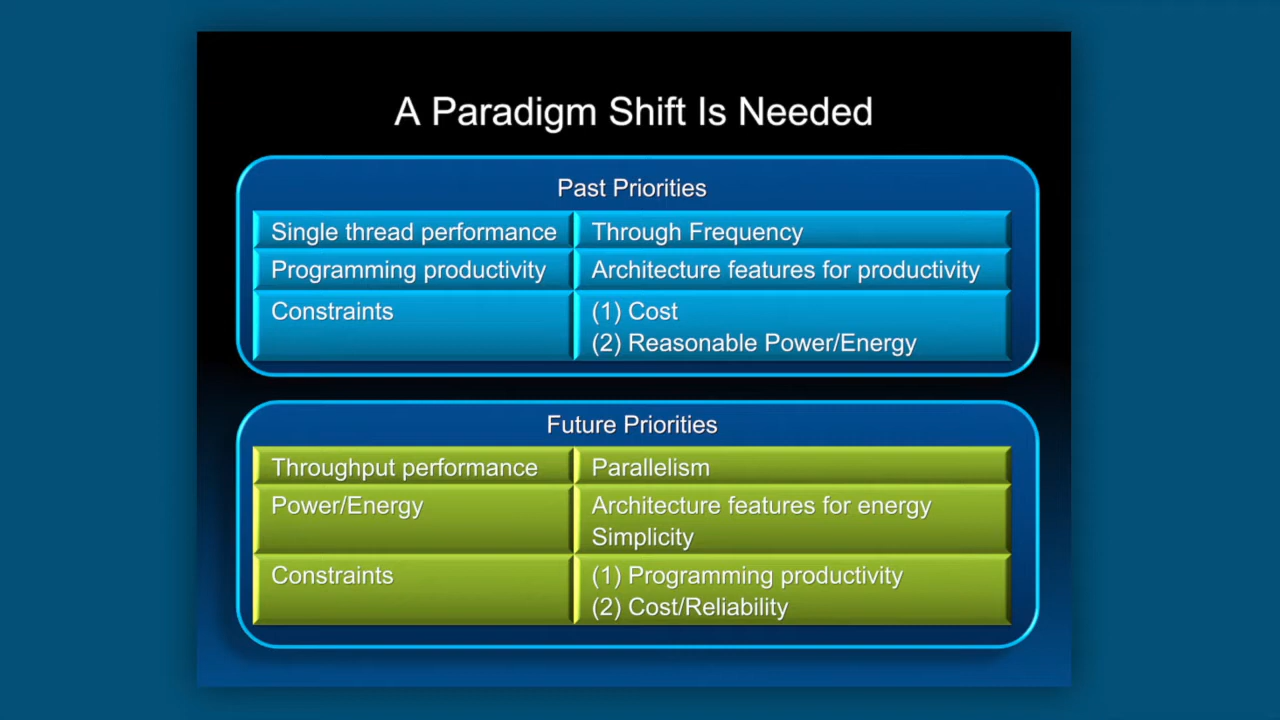 A Paradigm Shift Is Needed
Past Priorities
Single thread performance
Through Frequency
Programming productivity
Architecture features for productivity
Constraints
(1) Cost
(2) Reasonable Power/Energy
Future Priorities
Throughput performance
Parallelism
Power/Energy
Architecture features for energy
Simplicity
Constraints
(1) Programming productivity
(2) Cost/Reliability